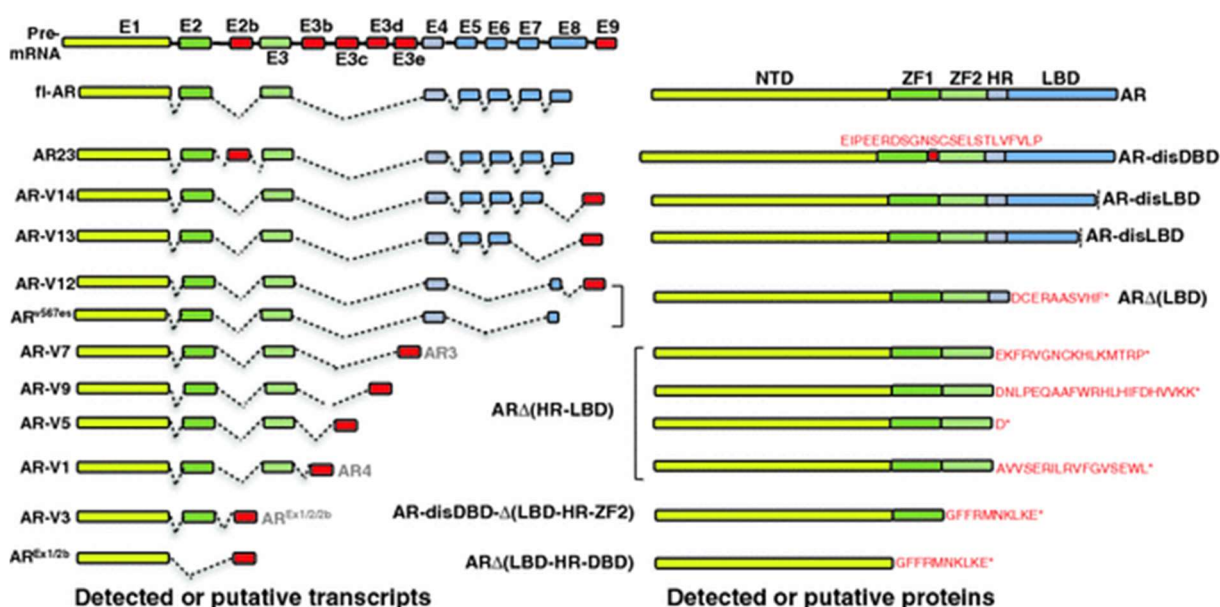 E1 E2 E2b E3b E3d E4 E5 E6 E7 E8 E9
Pre-
mRNA
E3 E3c E3e
NTD ZF1 ZF2 HR LBD
fl-AR
AR
EIPEERDSGNSCSELSTLVFVLP
AR23
AR-disDBD
AR-V14
AR-disLBD
AR-V13
AR-disLBD
AR-V12
DCERAASVHF* AR∆(LBD)
ARv567es
AR-V7 AR3
EKFRVGNCKHLKMTRP*
AR-V9
DNLPEQAAFWRHLHIFDHVVKK*
AR∆(HR-LBD)
AR-V5
D*
AR-V1 AR4
AVVSERILRVFGVSEWL*
AR-V3 AREx1/2/2b AR-disDBD-∆(LBD-HR-ZF2)
GFFRMNKLKE*
AREx1/2b AR∆(LBD-HR-DBD)
GFFRMNKLKE*
Detected or putative transcripts
Detected or putative proteins